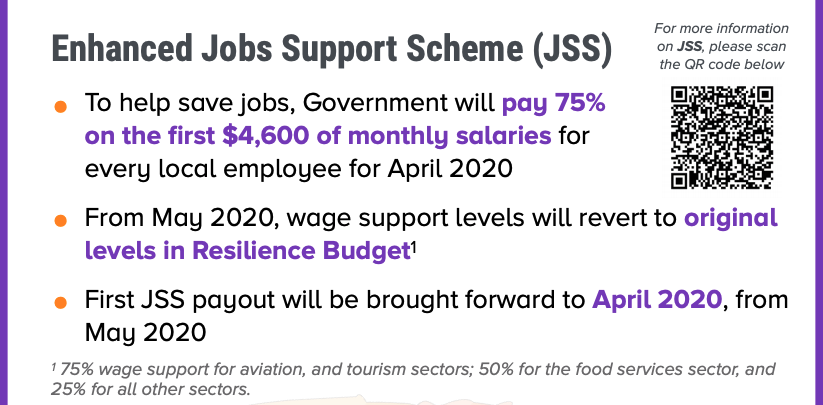 Enhanced Jobs Support Scheme (JSS)
For more information
on JSS, please scan
the QR code below
● To help save jobs, Government will pay 75%
on the first $4,600 of monthly salaries for
every local employee for April 2020
● From May 2020, wage support levels will revert to original
levels in Resilience Budget¹
● First JSS payout will be brought forward to April 2020, from
May 2020
¹ 75% wage support for aviation, and tourism sectors; 50% for the food services sector, and
25% for all other sectors.